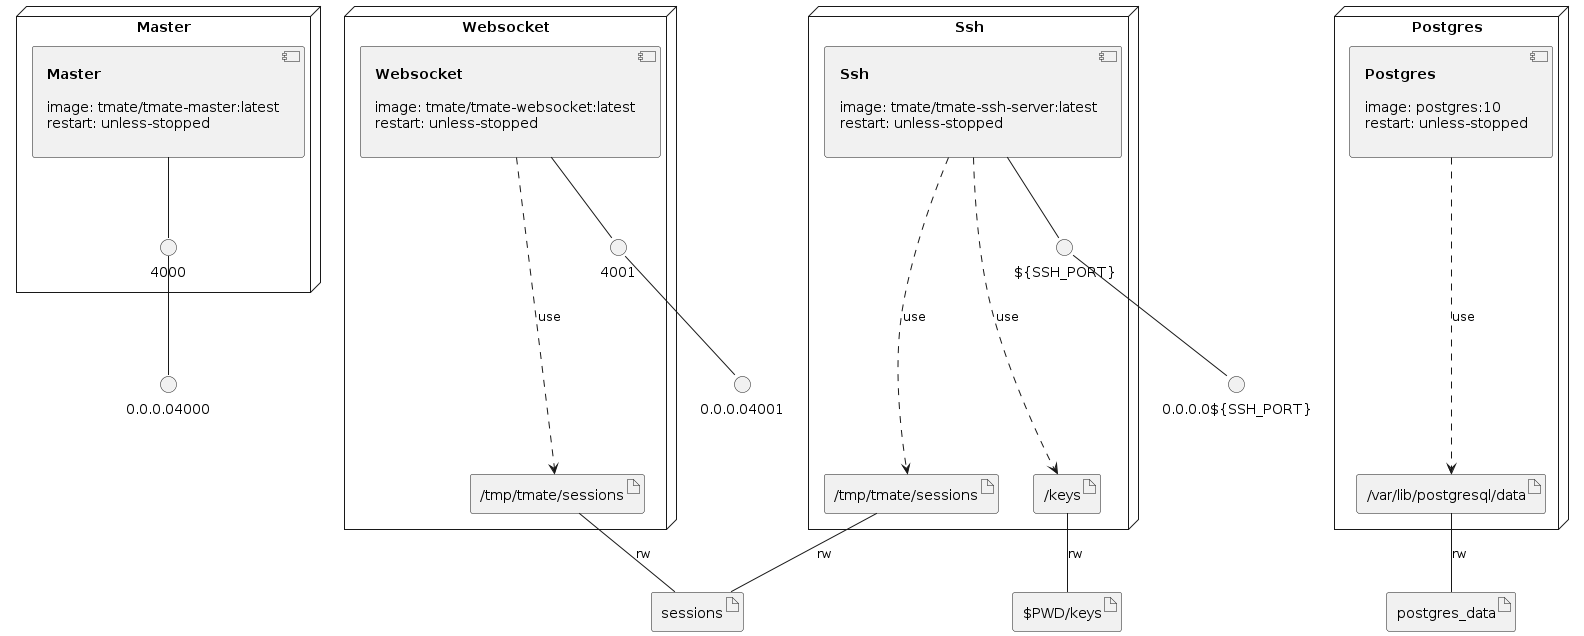 Master
Master
image: tmate/tmate-master:latest
restart: unless-stopped
4000
0.0.0.04000
Websocket
Websocket
image: tmate/tmate-websocket:latest
restart: unless-stopped
4001
use
0.0.0.04001
/tmp/tmate/sessions
rw
Ssh
Ssh
image: tmate/tmate-ssh-server:latest
restart: unless-stopped
${SSH_PORT}
use
use
0.0.0.0${SSH_PORT}
/tmp/tmate/sessions
/keys
rw
rw
sessions
$PWD/keys
Postgres
Postgres
image: postgres:10
restart: unless-stopped
use
/var/lib/postgresql/data
rw
postgres_data